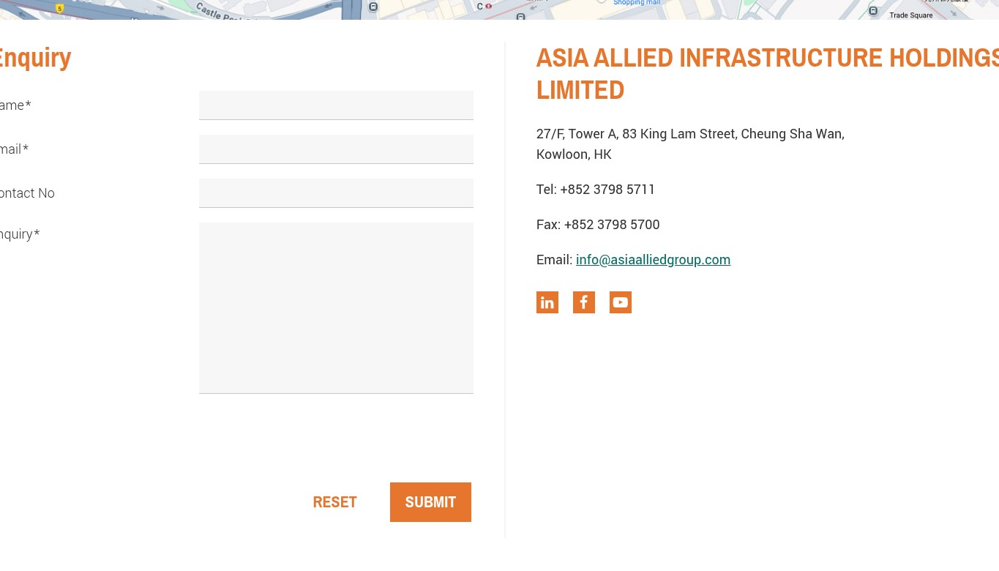 5
Castle
C
Shopping mall
Trade Square
Enquiry
ame*
mail*
ontact No
nquiry*
RESET
SUBMIT
ASIA ALLIED INFRASTRUCTURE HOLDINGS
LIMITED
27/F, Tower A, 83 King Lam Street, Cheung Sha Wan,
Kowloon, HK
Tel: +852 3798 5711
Fax: +852 3798 5700
Email: info@asiaalliedgroup.com
in
f